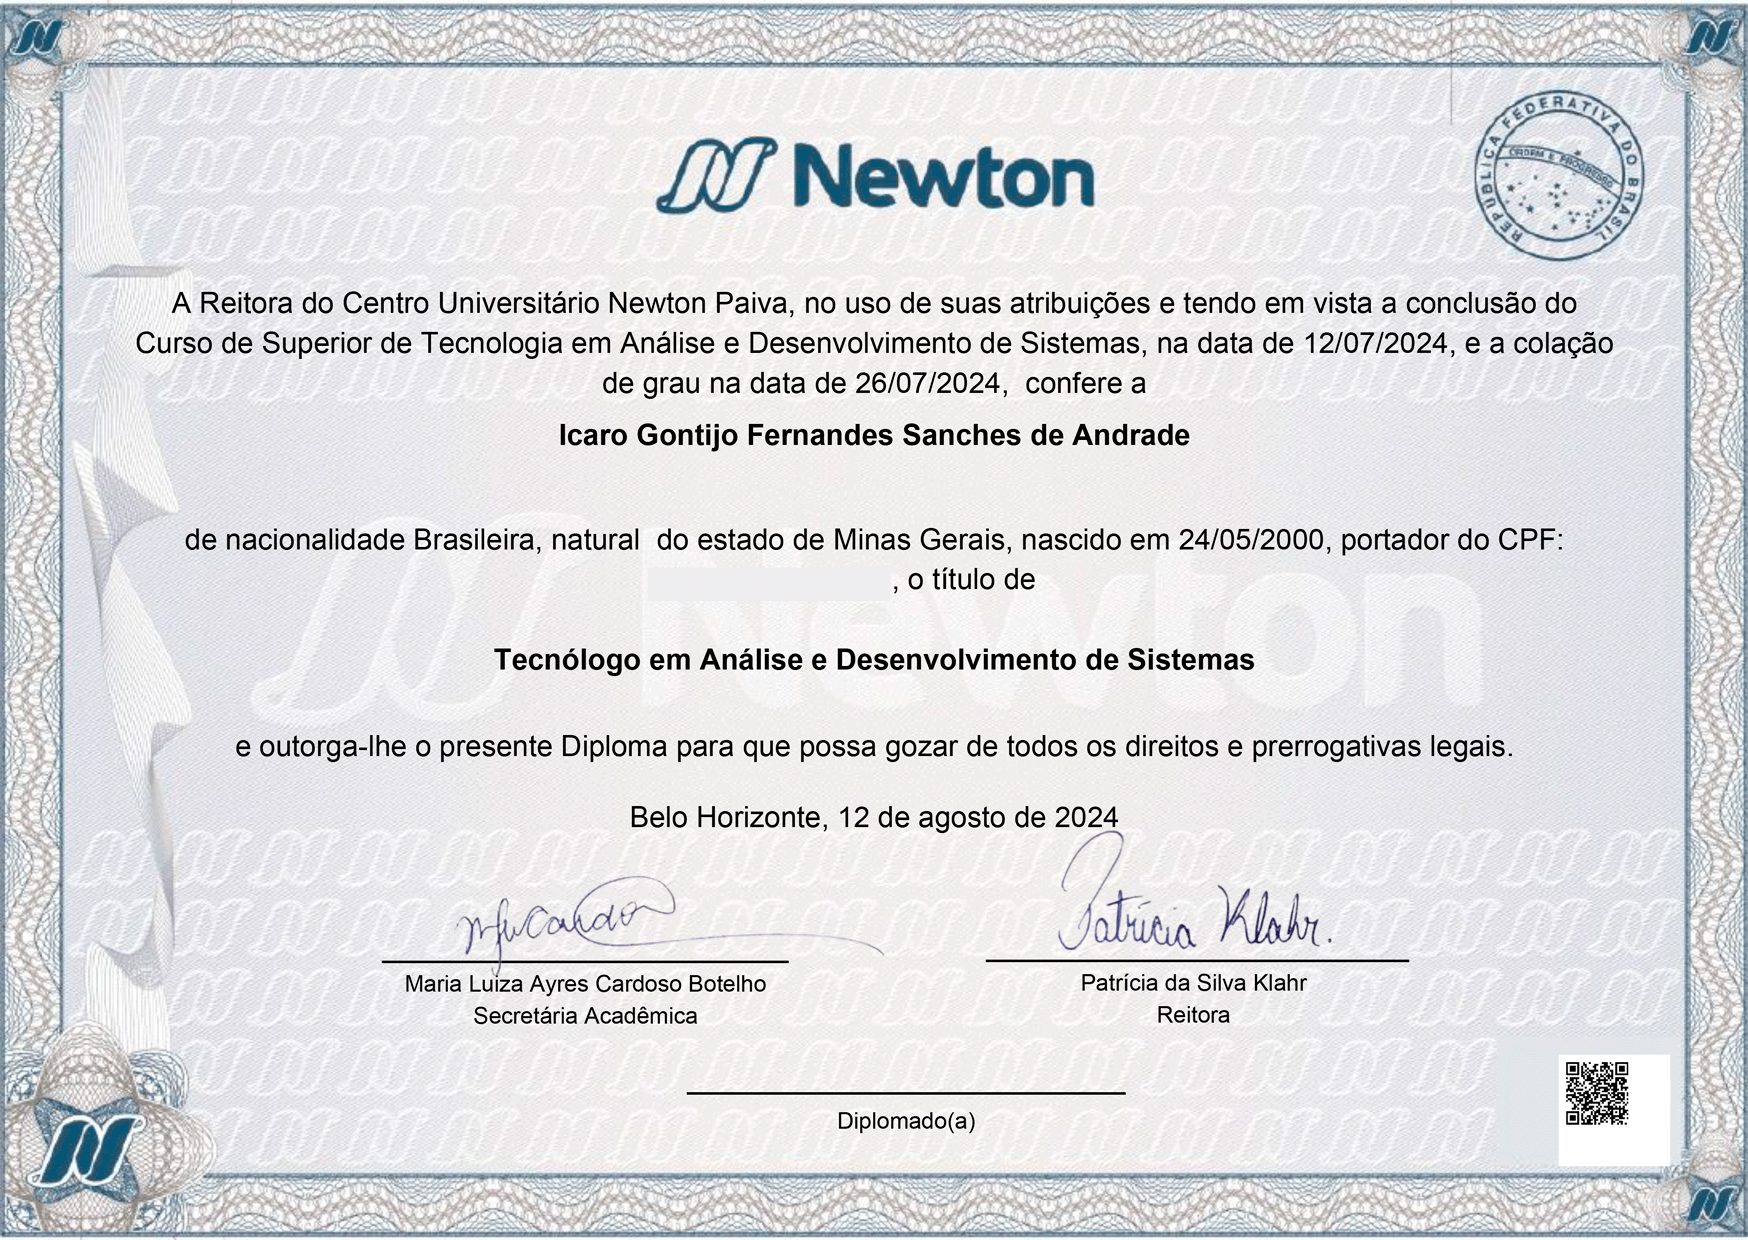 Newton
REPÚBLICA FEDERATIVA DO BRASIL
ORDEM E PROGRESSO
A Reitora do Centro Universitário Newton Paiva, no uso de suas atribuições e tendo em vista a conclusão do
Curso de Superior de Tecnologia em Análise e Desenvolvimento de Sistemas, na data de 12/07/2024, e a colação
de grau na data de 26/07/2024,  confere a
Icaro Gontijo Fernandes Sanches de Andrade
de nacionalidade Brasileira, natural  do estado de Minas Gerais, nascido em 24/05/2000, portador do CPF:
, o título de
Newton
Tecnólogo em Análise e Desenvolvimento de Sistemas
e outorga-lhe o presente Diploma para que possa gozar de todos os direitos e prerrogativas legais.
Belo Horizonte, 12 de agosto de 2024
Patrícia Klahr.
Maria Luiza Ayres Cardoso Botelho
Secretária Acadêmica
Patrícia da Silva Klahr
Reitora
Diplomado(a)